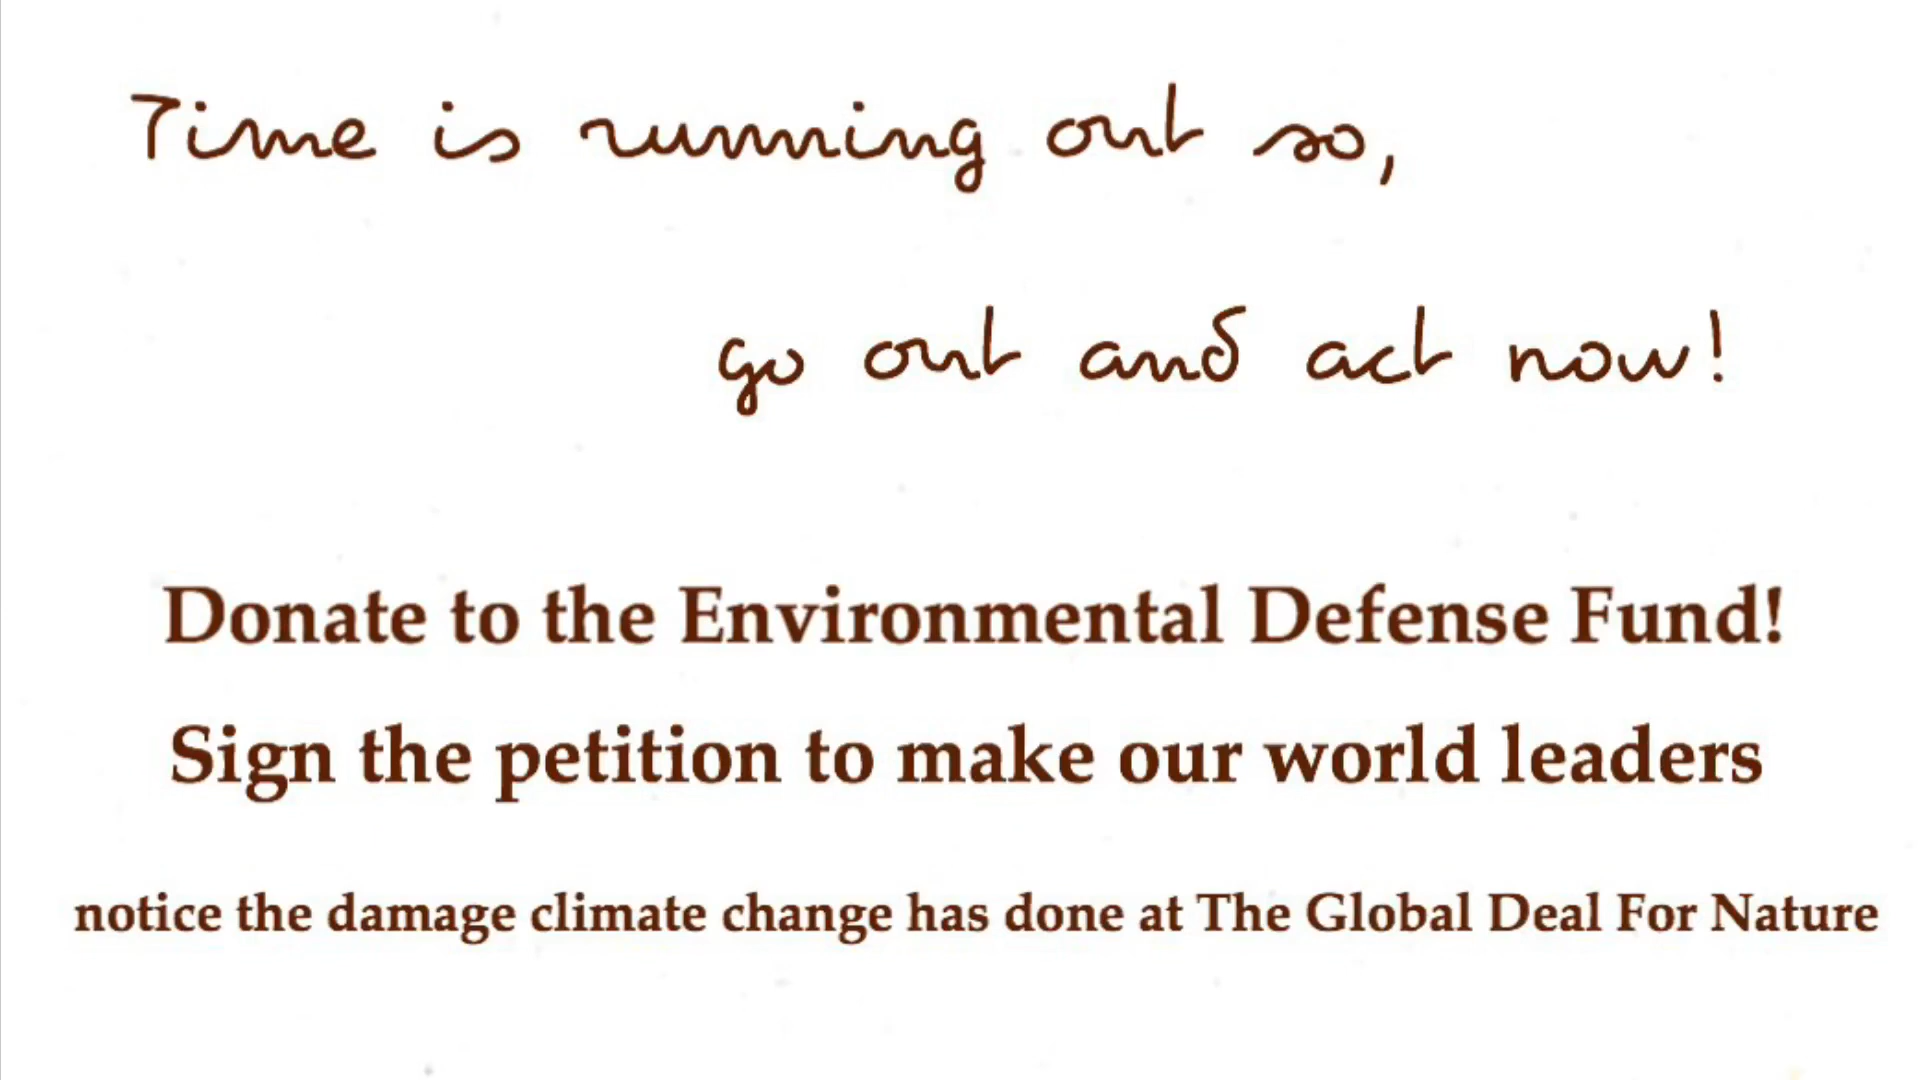 Time is running out so,
go out and act now!
Donate to the Environmental Defense Fund!
Sign the petition to make our world leaders
notice the damage climate change has done at The Global Deal For Nature